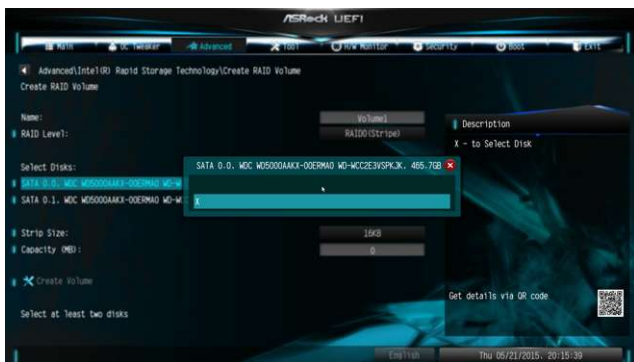 ASRock UEFI
Main OC Tweaker Advanced Tool H/W Monitor Security Boot Exit
Advanced\Intel(R) Rapid Storage Technology\Create RAID Volume
Create RAID Volume
Name: Volume1
RAID Level: RAID0(Stripe)
Select Disks:
SATA 0.0, WDC WD5000AAKX-00ERMA0 WD-W
SATA 0.1, WDC WD5000AAKX-00ERMA0 WD-W
SATA 0.0, WDC WD5000AAKX-00ERMA0 WD-WCC2E3VSPKJK, 465.7GB
X
Strip Size: 16KB
Capacity (MB): 0
Create Volume
Select at least two disks
Description
X - to Select Disk
Get details via QR code
English Thu 05/21/2015, 20:15:39